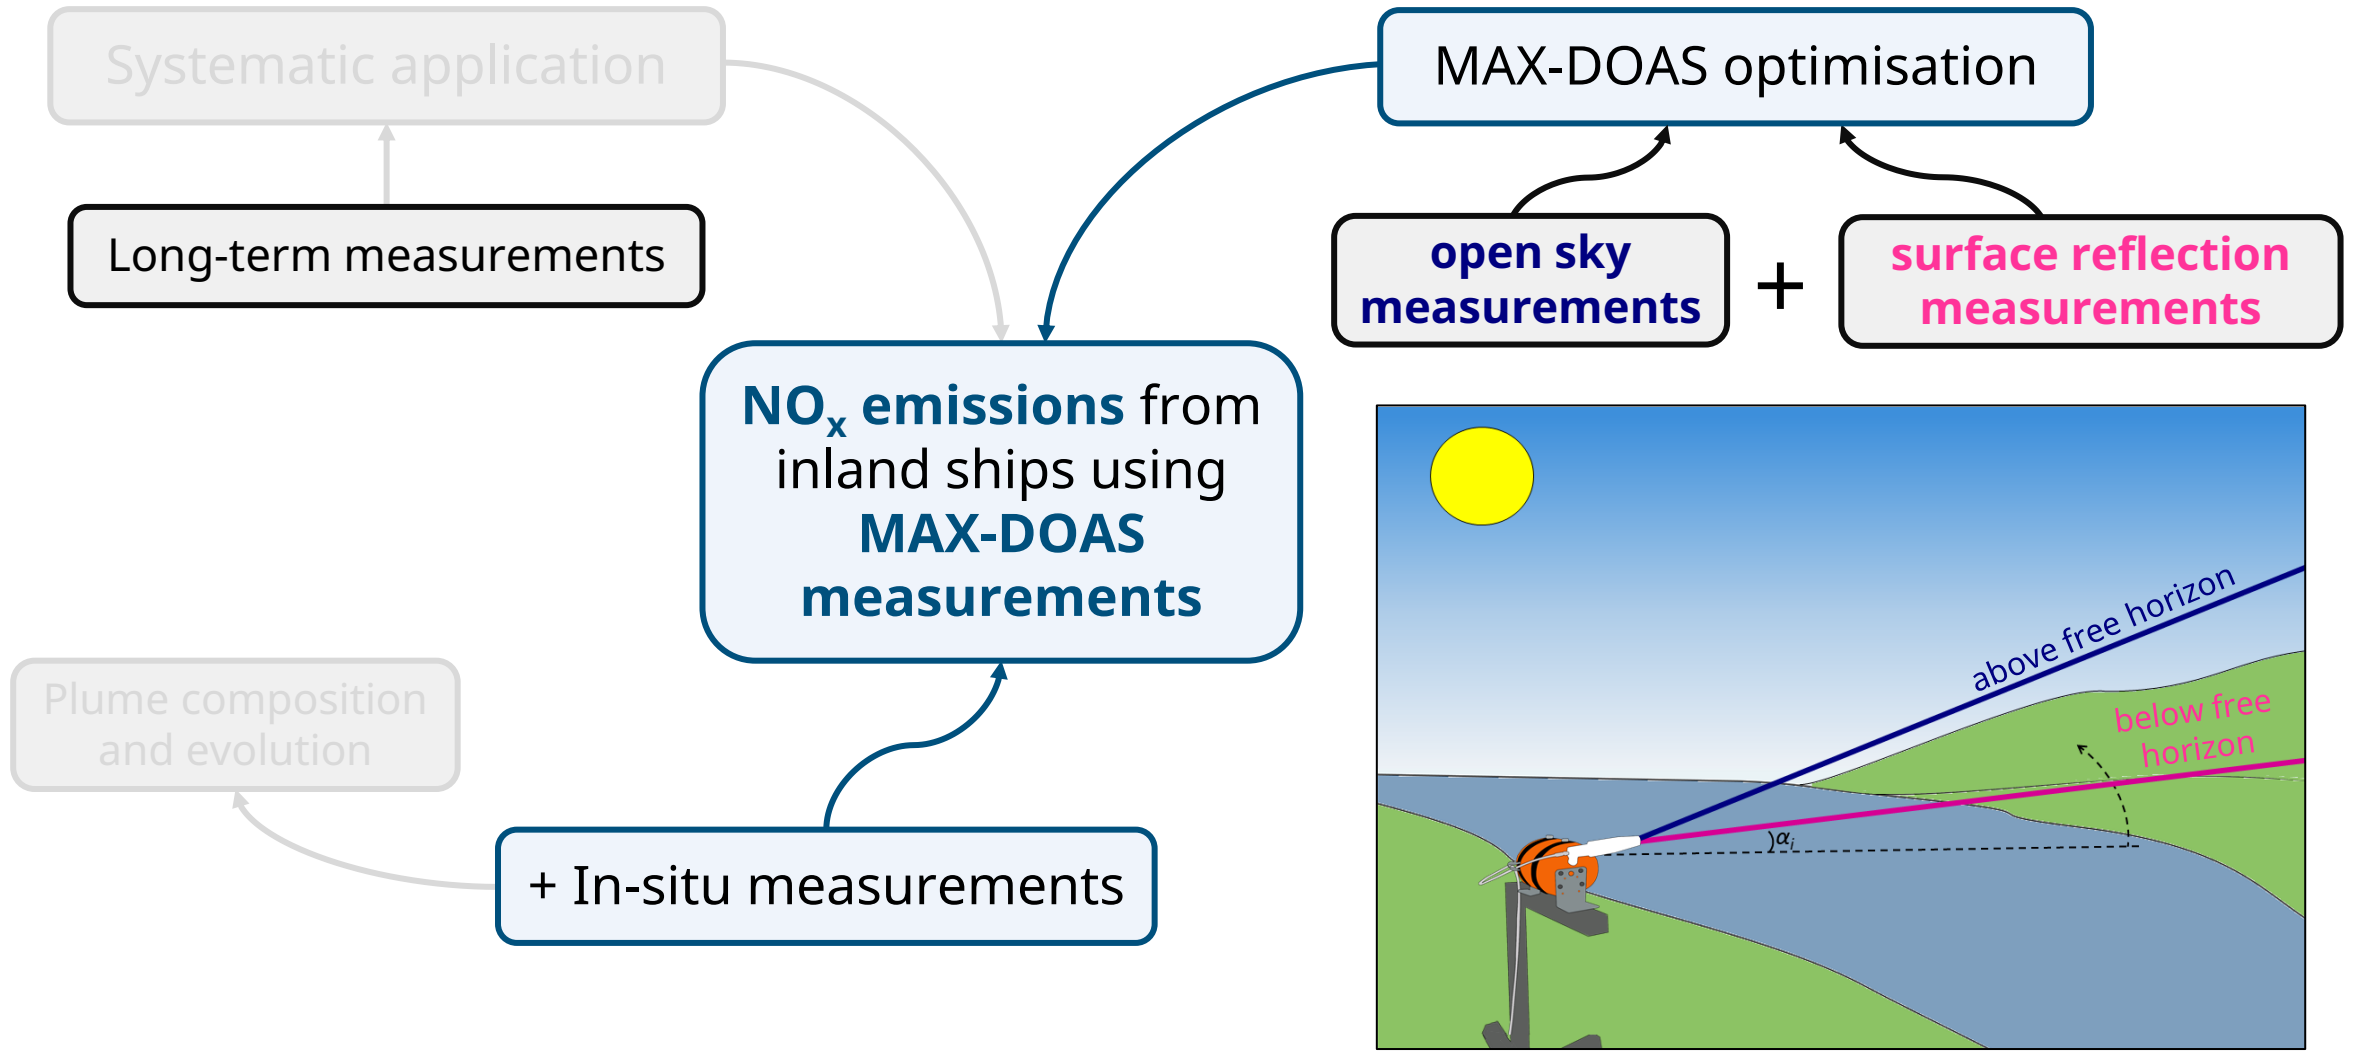 Systematic application
Long-term measurements
MAX-DOAS optimisation
open sky
measurements
+
surface reflection
measurements
NOx emissions from
inland ships using
MAX-DOAS
measurements
Plume composition
and evolution
+ In-situ measurements
above free horizon
below free
horizon
αi